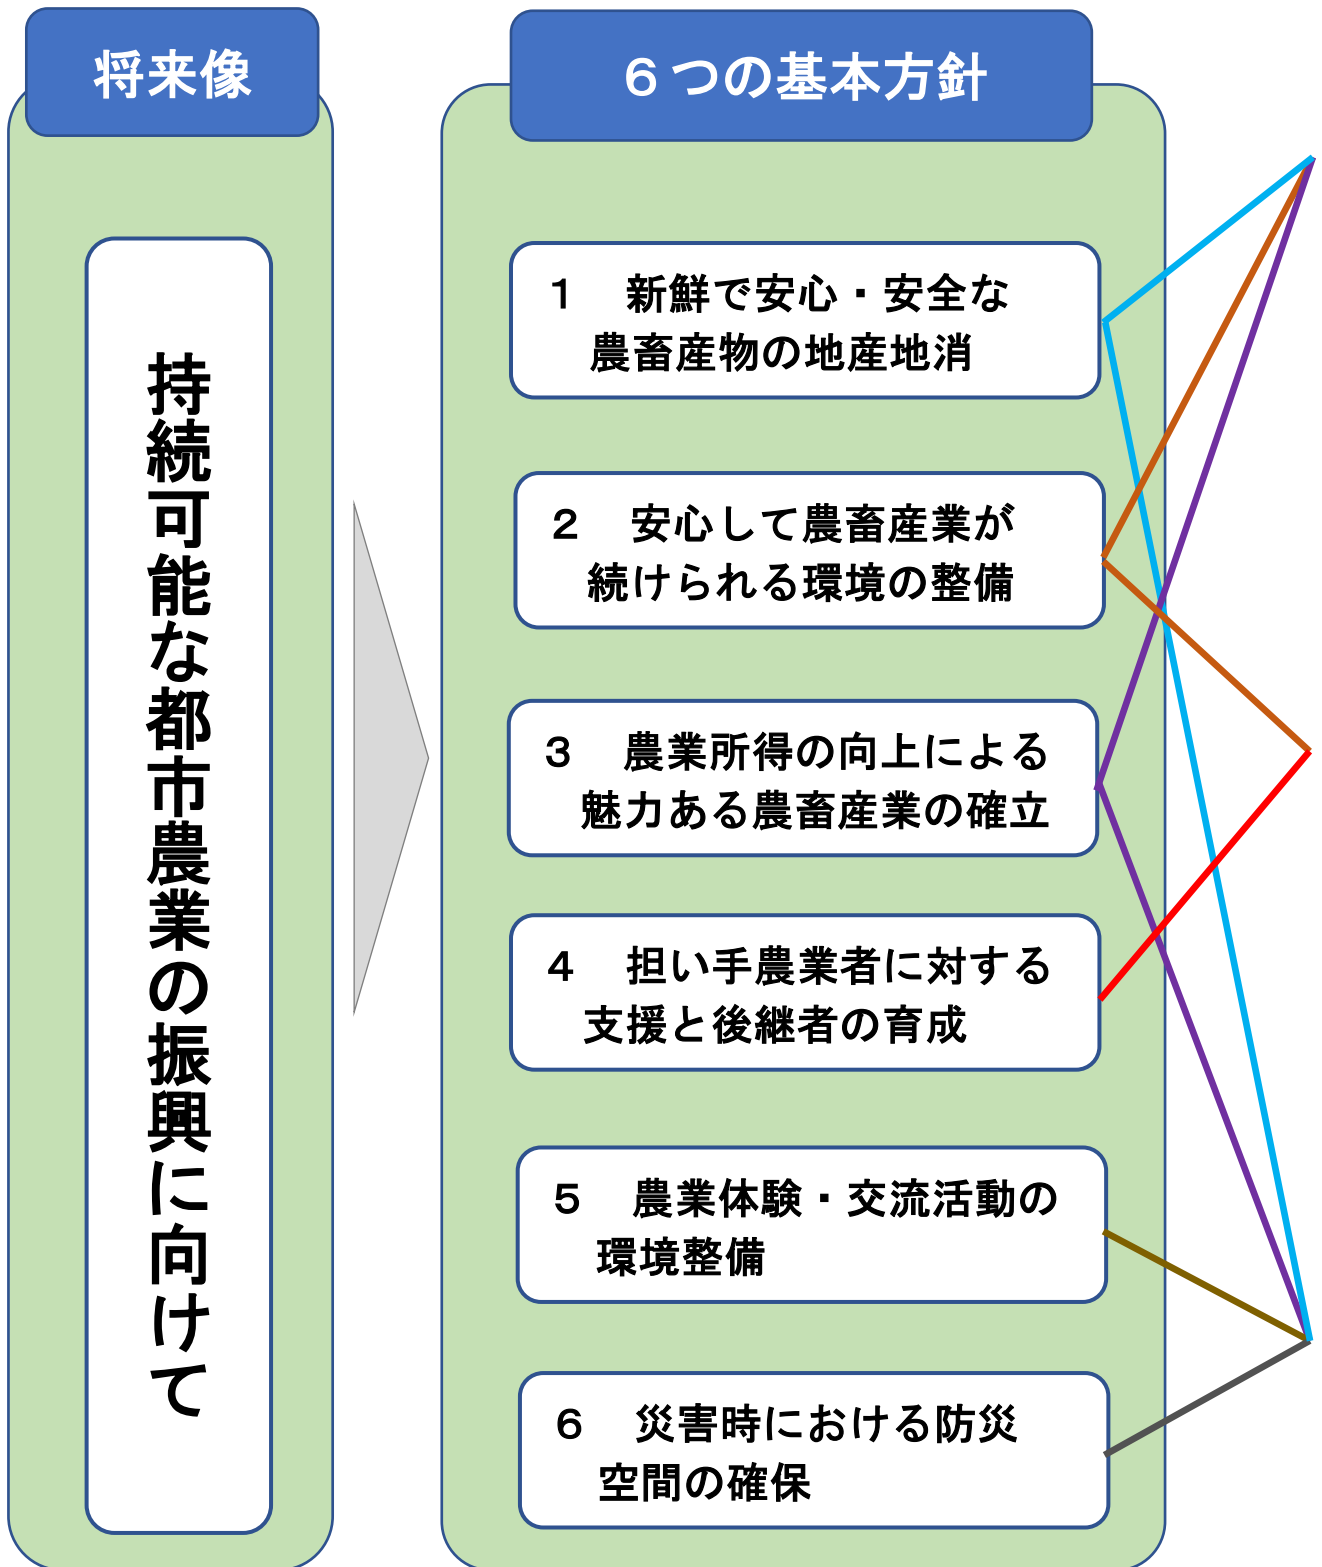 将来像
持続可能な都市農業の振興に向けて
６つの基本方針
１　新鮮で安心・安全な
農畜産物の地産地消
２　安心して農畜産業が
続けられる環境の整備
３　農業所得の向上による
魅力ある農畜産業の確立
４　担い手農業者に対する
支援と後継者の育成
５　農業体験・交流活動の
環境整備
６　災害時における防災
空間の確保